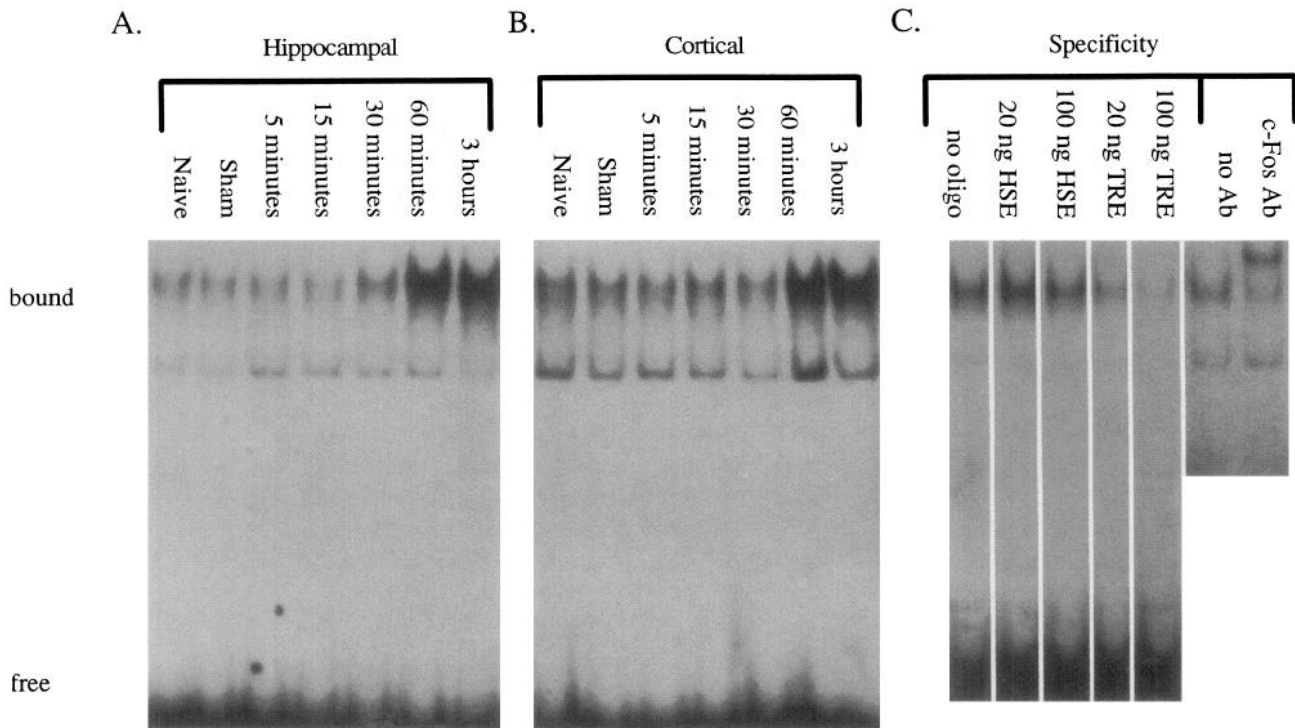 A.
Hippocampal
Naive
Sham
5 minutes
15 minutes
30 minutes
60 minutes
3 hours
B.
Cortical
Naive
Sham
5 minutes
15 minutes
30 minutes
60 minutes
3 hours
C.
Specificity
no oligo
20 ng HSE
100 ng HSE
20 ng TRE
100 ng TRE
no Ab
c-Fos Ab
bound
free